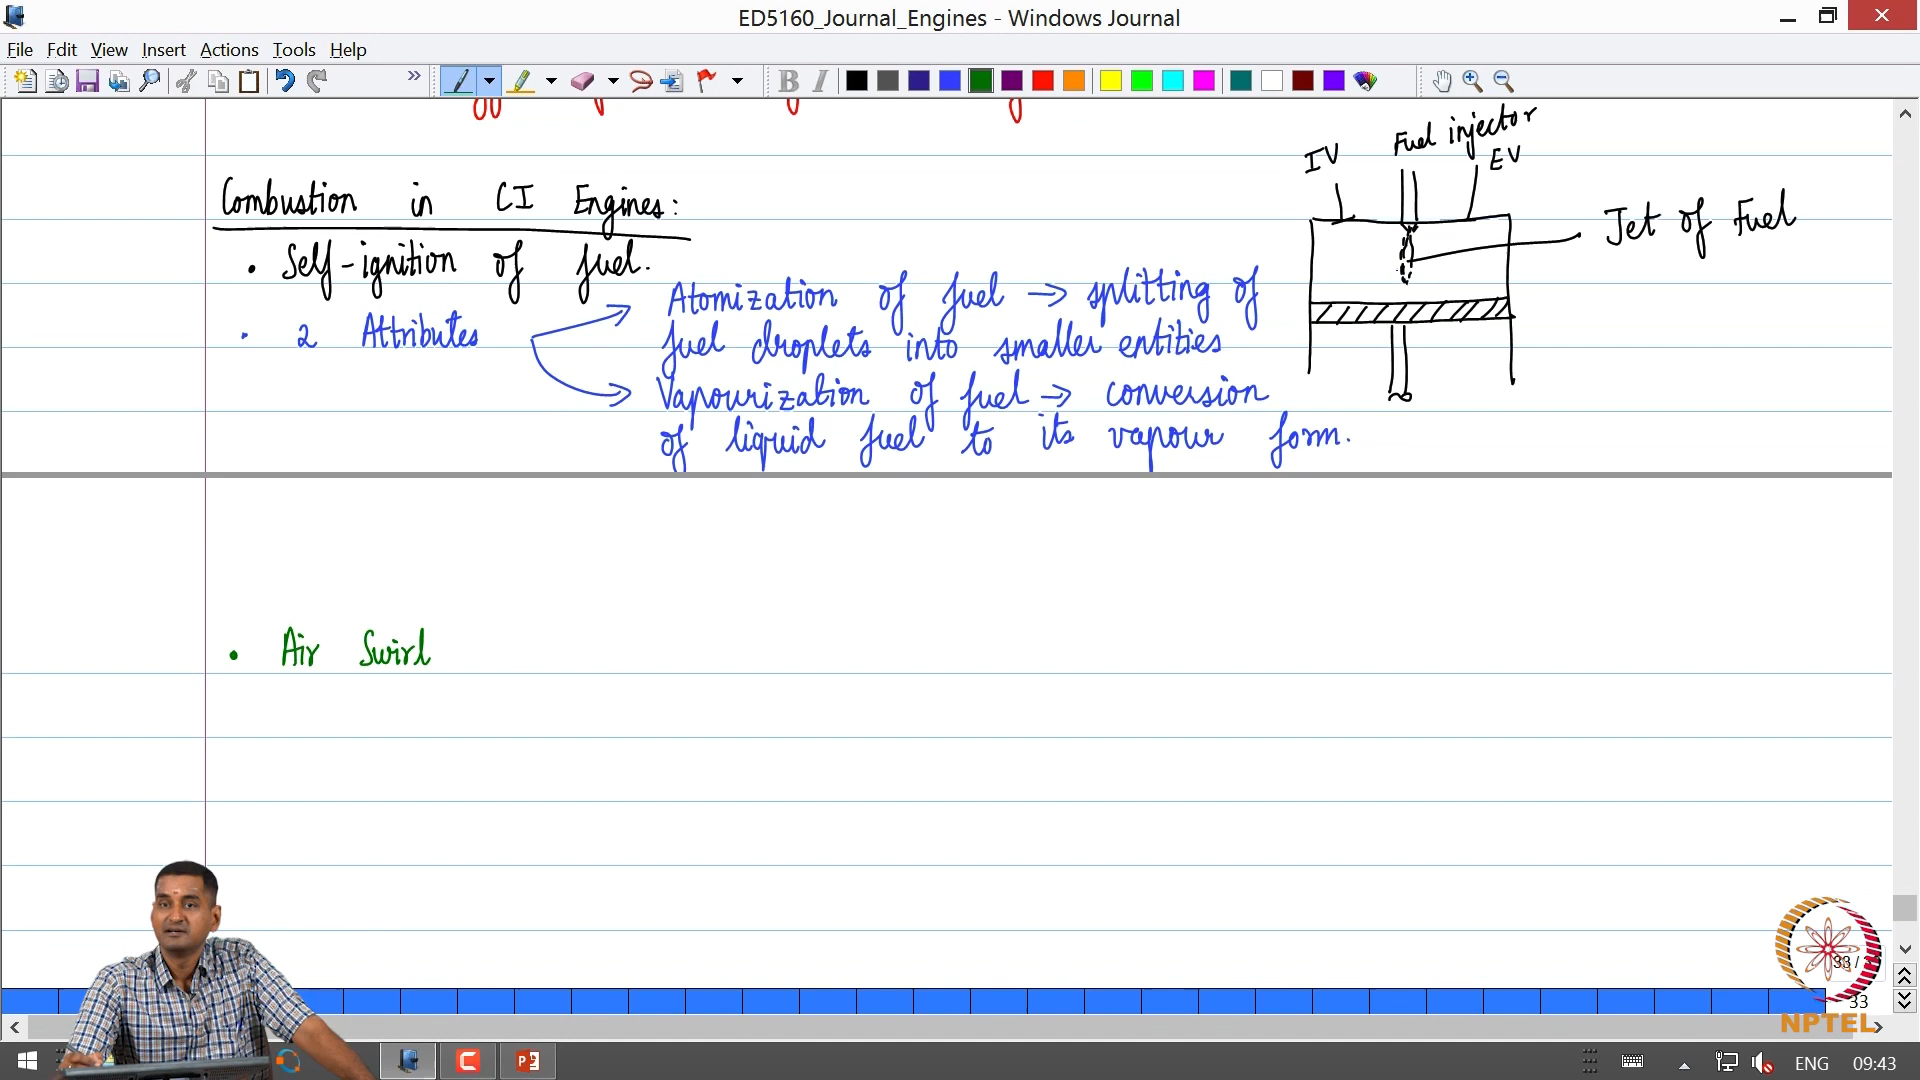 ED5160_Journal_Engines - Windows Journal
File Edit View Insert Actions Tools Help
B I
Combustion in CI Engines:
• Self-ignition of fuel.
• 2 Attributes
Atomization of fuel → splitting of
fuel droplets into smaller entities
Vapourization of fuel → conversion
of liquid fuel to its vapour form.
IV
Fuel injector
EV
Jet of Fuel
• Air Swirl
33
NPTEL
ENG 09:43